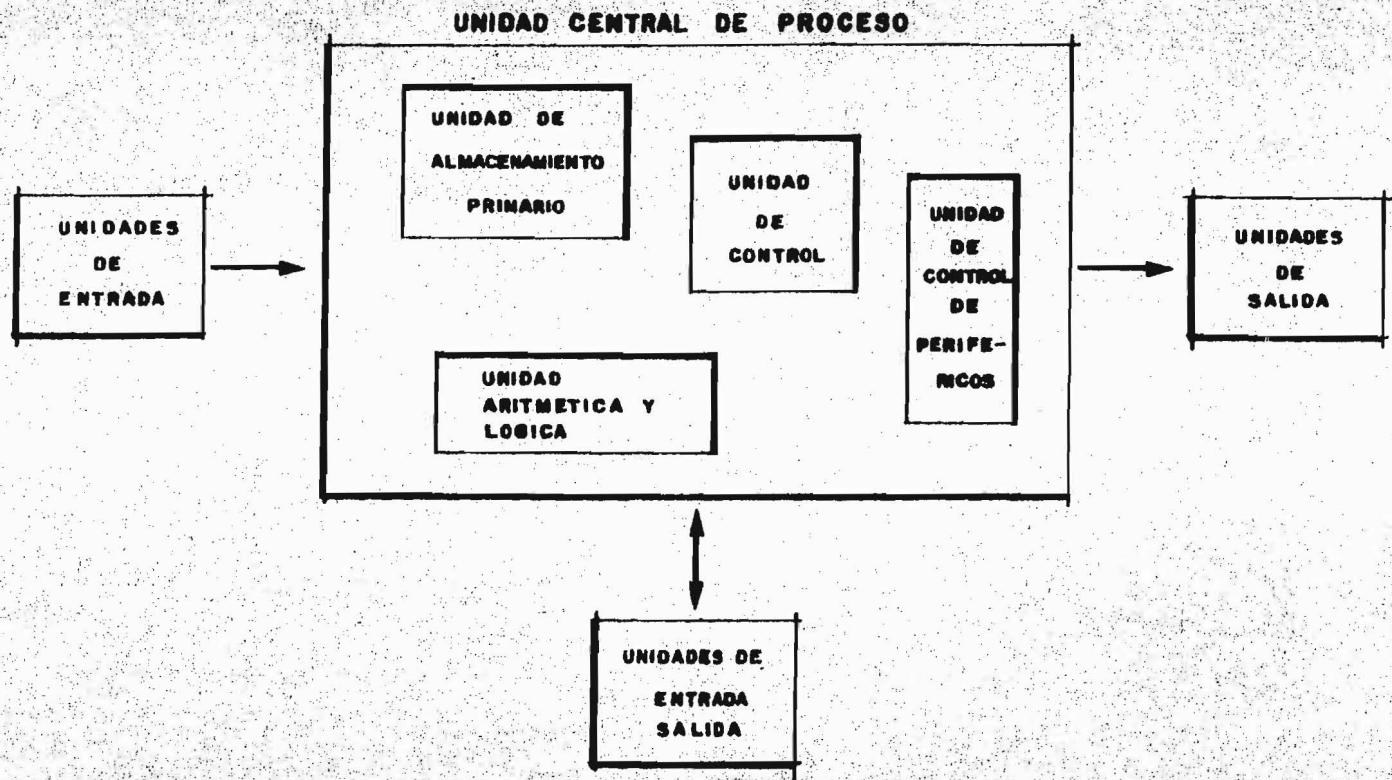 UNIDAD CENTRAL DE PROCESO
UNIDAD DE
ALMACENAMIENTO
PRIMARIO
UNIDAD
DE
CONTROL
UNIDAD
DE
CONTROL
DE
PERIFE-
RICOS
UNIDADES
DE
ENTRADA
UNIDADES
DE
SALIDA
UNIDAD
ARITMETICA Y
LOGICA
UNIDADES DE
ENTRADA
SALIDA